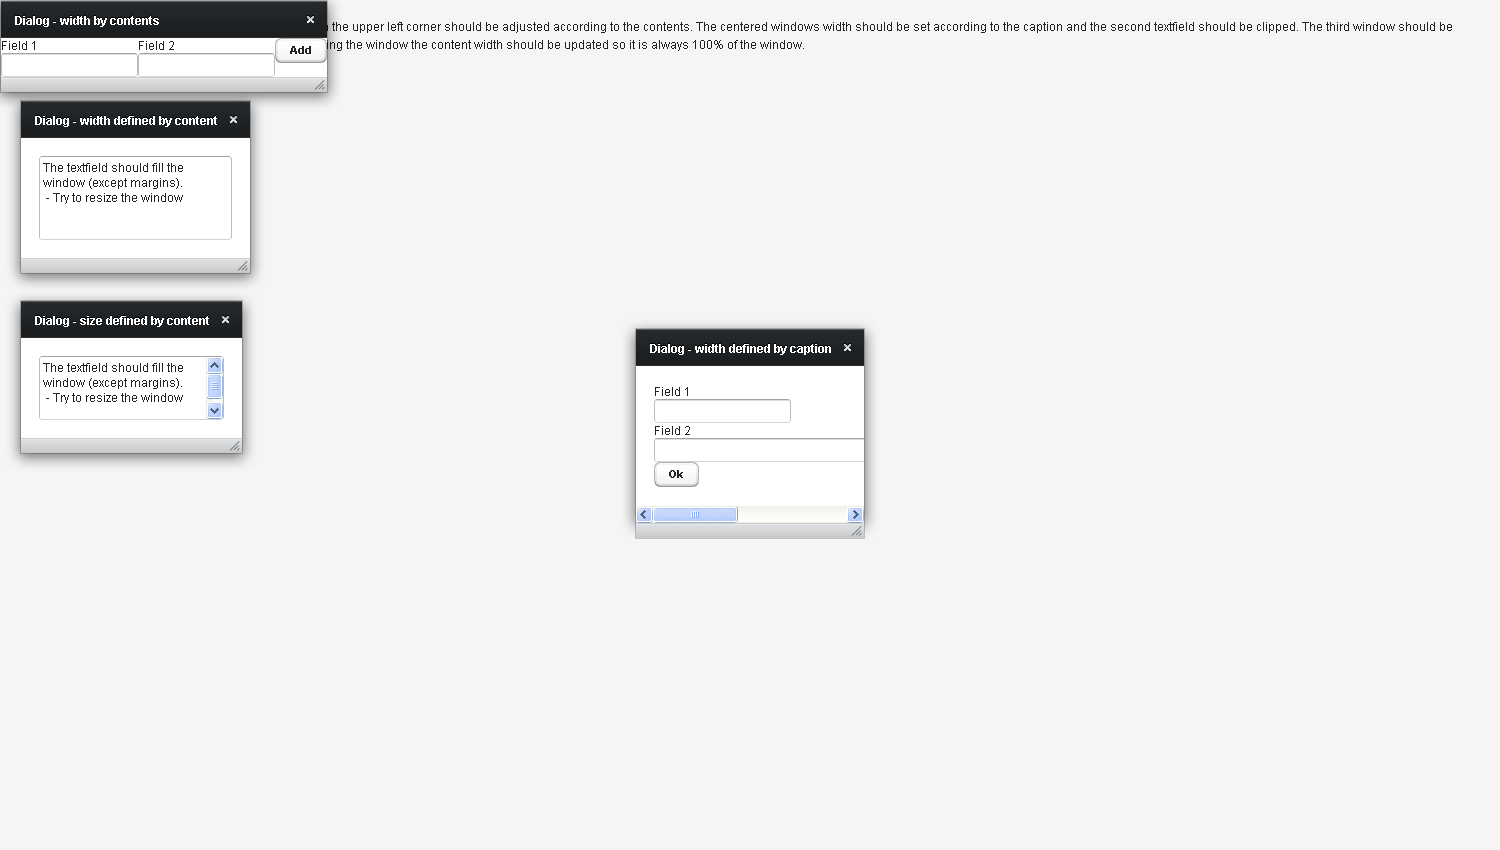 Dialog - width by contents
the upper left corner should be adjusted according to the contents. The centered windows width should be set according to the caption and the second textfield should be clipped. The third window should be
Field 1 Field 2 Add
ing the window the content width should be updated so it is always 100% of the window.
Dialog - width defined by content
The textfield should fill the
window (except margins).
- Try to resize the window
Dialog - size defined by content
The textfield should fill the
window (except margins).
- Try to resize the window
Dialog - width defined by caption
Field 1
Field 2
Ok